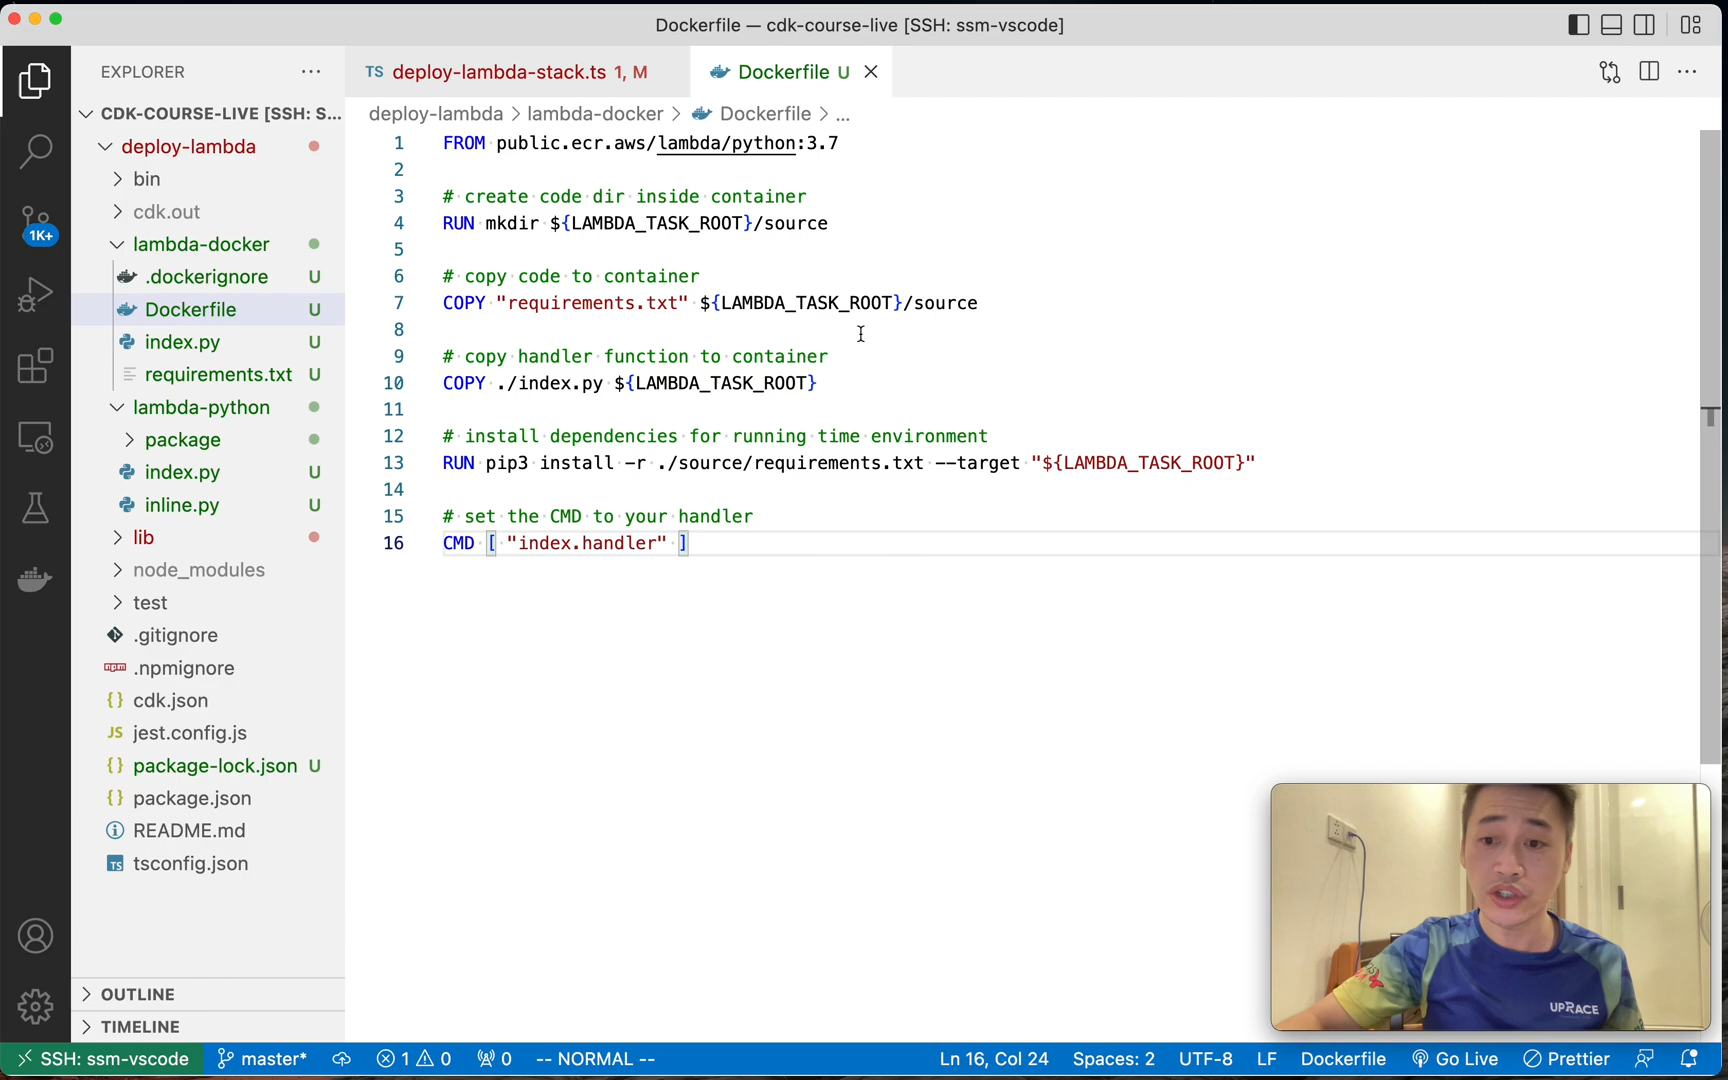 Dockerfile — cdk-course-live [SSH: ssm-vscode]
EXPLORER
TS deploy-lambda-stack.ts 1, M
Dockerfile U
CDK-COURSE-LIVE [SSH: S...
deploy-lambda > lambda-docker > Dockerfile > ...
deploy-lambda
bin
cdk.out
lambda-docker
.dockerignore U
Dockerfile U
index.py U
requirements.txt U
lambda-python
package
index.py U
inline.py U
lib
node_modules
test
.gitignore
.npmignore
{} cdk.json
JS jest.config.js
{} package-lock.json U
{} package.json
README.md
TS tsconfig.json
OUTLINE
TIMELINE
1K+
1 FROM public.ecr.aws/lambda/python:3.7
2
3 # create code dir inside container
4 RUN mkdir ${LAMBDA_TASK_ROOT}/source
5
6 # copy code to container
7 COPY "requirements.txt" ${LAMBDA_TASK_ROOT}/source
8
9 # copy handler function to container
10 COPY ./index.py ${LAMBDA_TASK_ROOT}
11
12 # install dependencies for running time environment
13 RUN pip3 install -r ./source/requirements.txt --target "${LAMBDA_TASK_ROOT}"
14
15 # set the CMD to your handler
16 CMD [ "index.handler" ]
UPRACE
SSH: ssm-vscode master* 1 0 0 -- NORMAL -- Ln 16, Col 24 Spaces: 2 UTF-8 LF Dockerfile Go Live Prettier